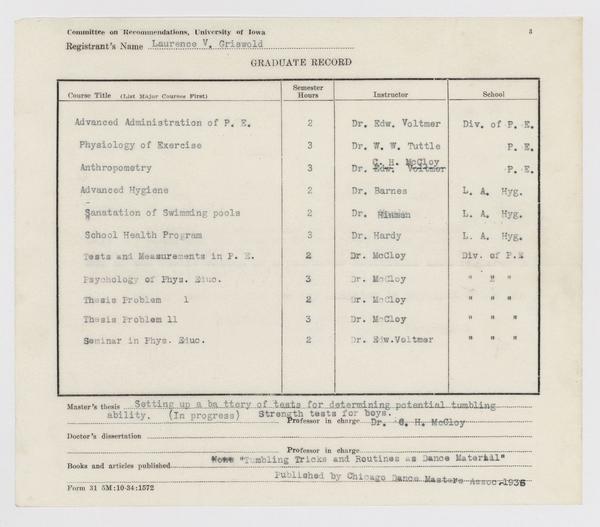 Committee on Recommendations, University of Iowa 3
Registrant's Name Laurence V. Griswold
GRADUATE RECORD
Course Title (List Major Courses First) Semester Hours Instructor School
Advanced Administration of P. E. 2 Dr. Edw. Voltmer Div. of P. E.
Physiology of Exercise 3 Dr. W. W. Tuttle P. E.
C. H. McCloy
Anthropometry 3 Dr. Edw. Voltmer P. E.
Advanced Hygiene 2 Dr. Barnes L. A. Hyg.
Sanatation of Swimming pools 2 Dr. Hinman L. A. Hyg.
School Health Program 3 Dr. Hardy L. A. Hyg.
Tests and Measurements in P. E. 2 Dr. McCloy Div. of P.E
Psychology of Phys. Educ. 3 Dr. McCloy " " "
Thesis Problem 1 2 Dr. McCloy " " "
Thesis Problem 11 3 Dr. McCloy " " "
Seminar in Phys. Educ. 2 Dr. Edw.Voltmer " " "
Master's thesis Setting up a battery of tests for determining potential tumbling
ability. (In progress) Strength tests for boys.
Professor in charge Dr. C. H. McCloy
Doctor's dissertation
Professor in charge
Books and articles published None "Tumbling Tricks and Routines as Dance Material"
Published by Chicago Dance Masters Assoc.1936
Form 31 5M:10-34:1572